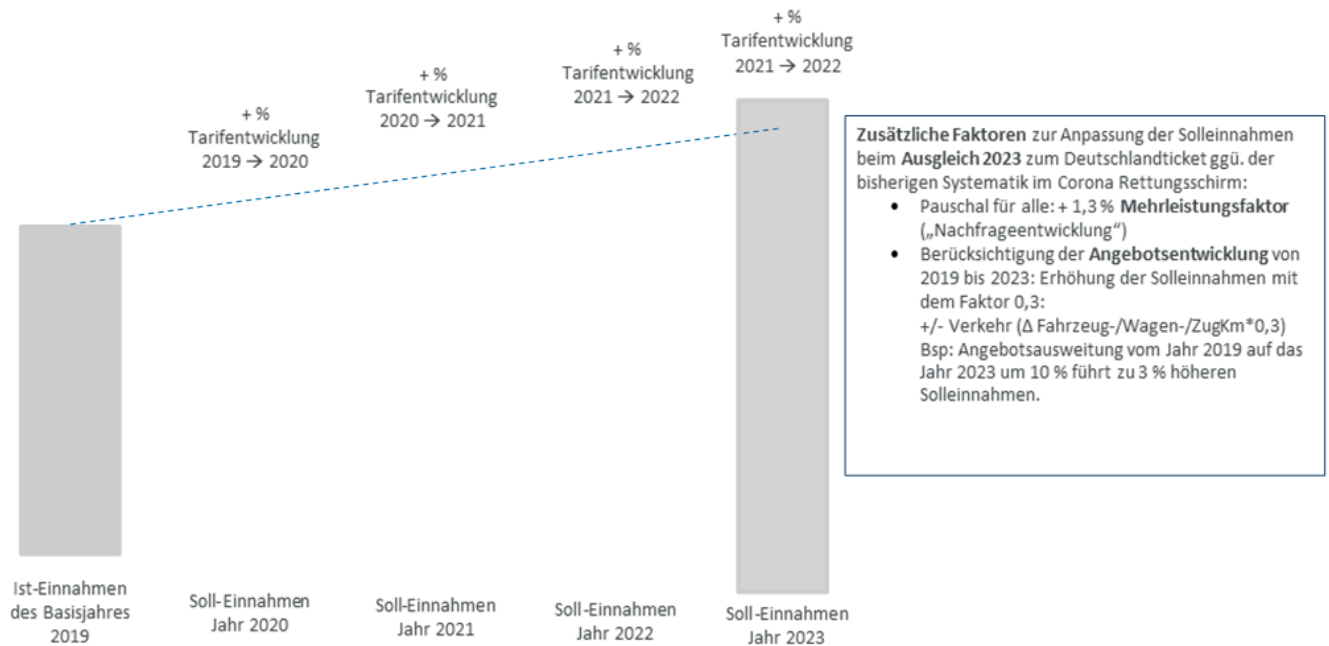 + %
Tarifentwicklung
2019 → 2020
+ %
Tarifentwicklung
2020 → 2021
+ %
Tarifentwicklung
2021 → 2022
+ %
Tarifentwicklung
2021 → 2022
Zusätzliche Faktoren zur Anpassung der Solleinnahmen
beim Ausgleich 2023 zum Deutschlandticket ggü. der
bisherigen Systematik im Corona Rettungsschirm:
• Pauschal für alle: + 1,3 % Mehrleistungsfaktor
(„Nachfrageentwicklung“)
• Berücksichtigung der Angebotsentwicklung von
2019 bis 2023: Erhöhung der Solleinnahmen mit
dem Faktor 0,3:
+/- Verkehr (Δ Fahrzeug-/Wagen-/ZugKm*0,3)
Bsp: Angebotsausweitung vom Jahr 2019 auf das
Jahr 2023 um 10 % führt zu 3 % höheren
Solleinnahmen.
Ist-Einnahmen
des Basisjahres
2019
Soll-Einnahmen
Jahr 2020
Soll-Einnahmen
Jahr 2021
Soll-Einnahmen
Jahr 2022
Soll-Einnahmen
Jahr 2023